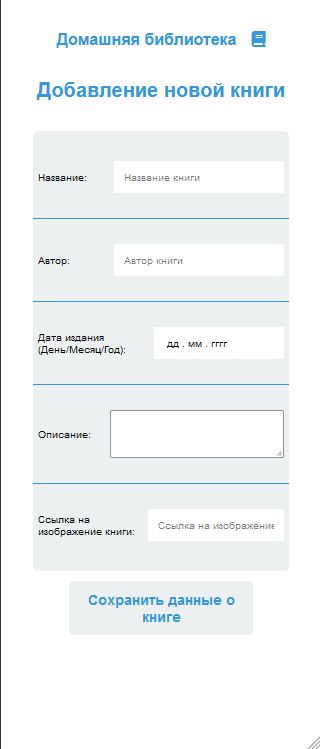 Домашняя библиотека
Добавление новой книги
Название: Название книги
Автор: Автор книги
Дата издания
(День/Месяц/Год): дд . мм . гггг
Описание:
Ссылка на
изображение книги: Ссылка на изображение
Сохранить данные о
книге